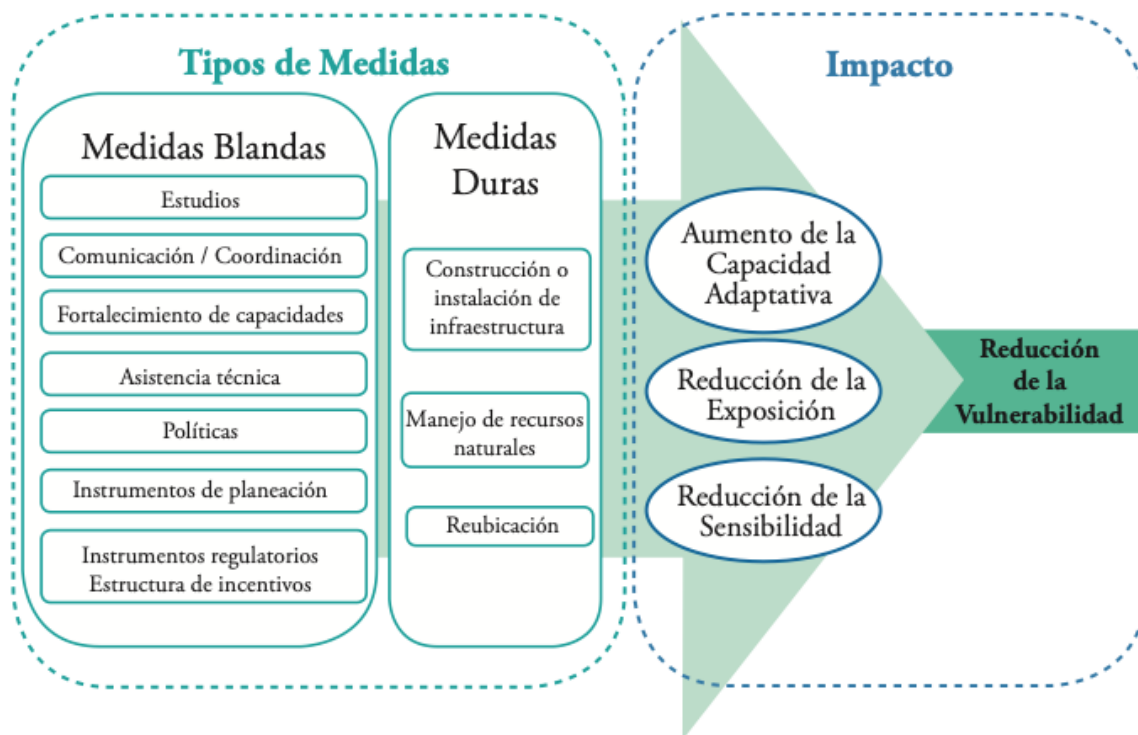 Tipos de Medidas
Medidas Blandas
Estudios
Comunicación / Coordinación
Fortalecimiento de capacidades
Asistencia técnica
Políticas
Instrumentos de planeación
Instrumentos regulatorios
Estructura de incentivos
Medidas
Duras
Construcción o
instalación de
infraestructura
Manejo de recursos
naturales
Reubicación
Impacto
Aumento de la
Capacidad
Adaptativa
Reducción de la
Exposición
Reducción de la
Sensibilidad
Reducción
de la
Vulnerabilidad